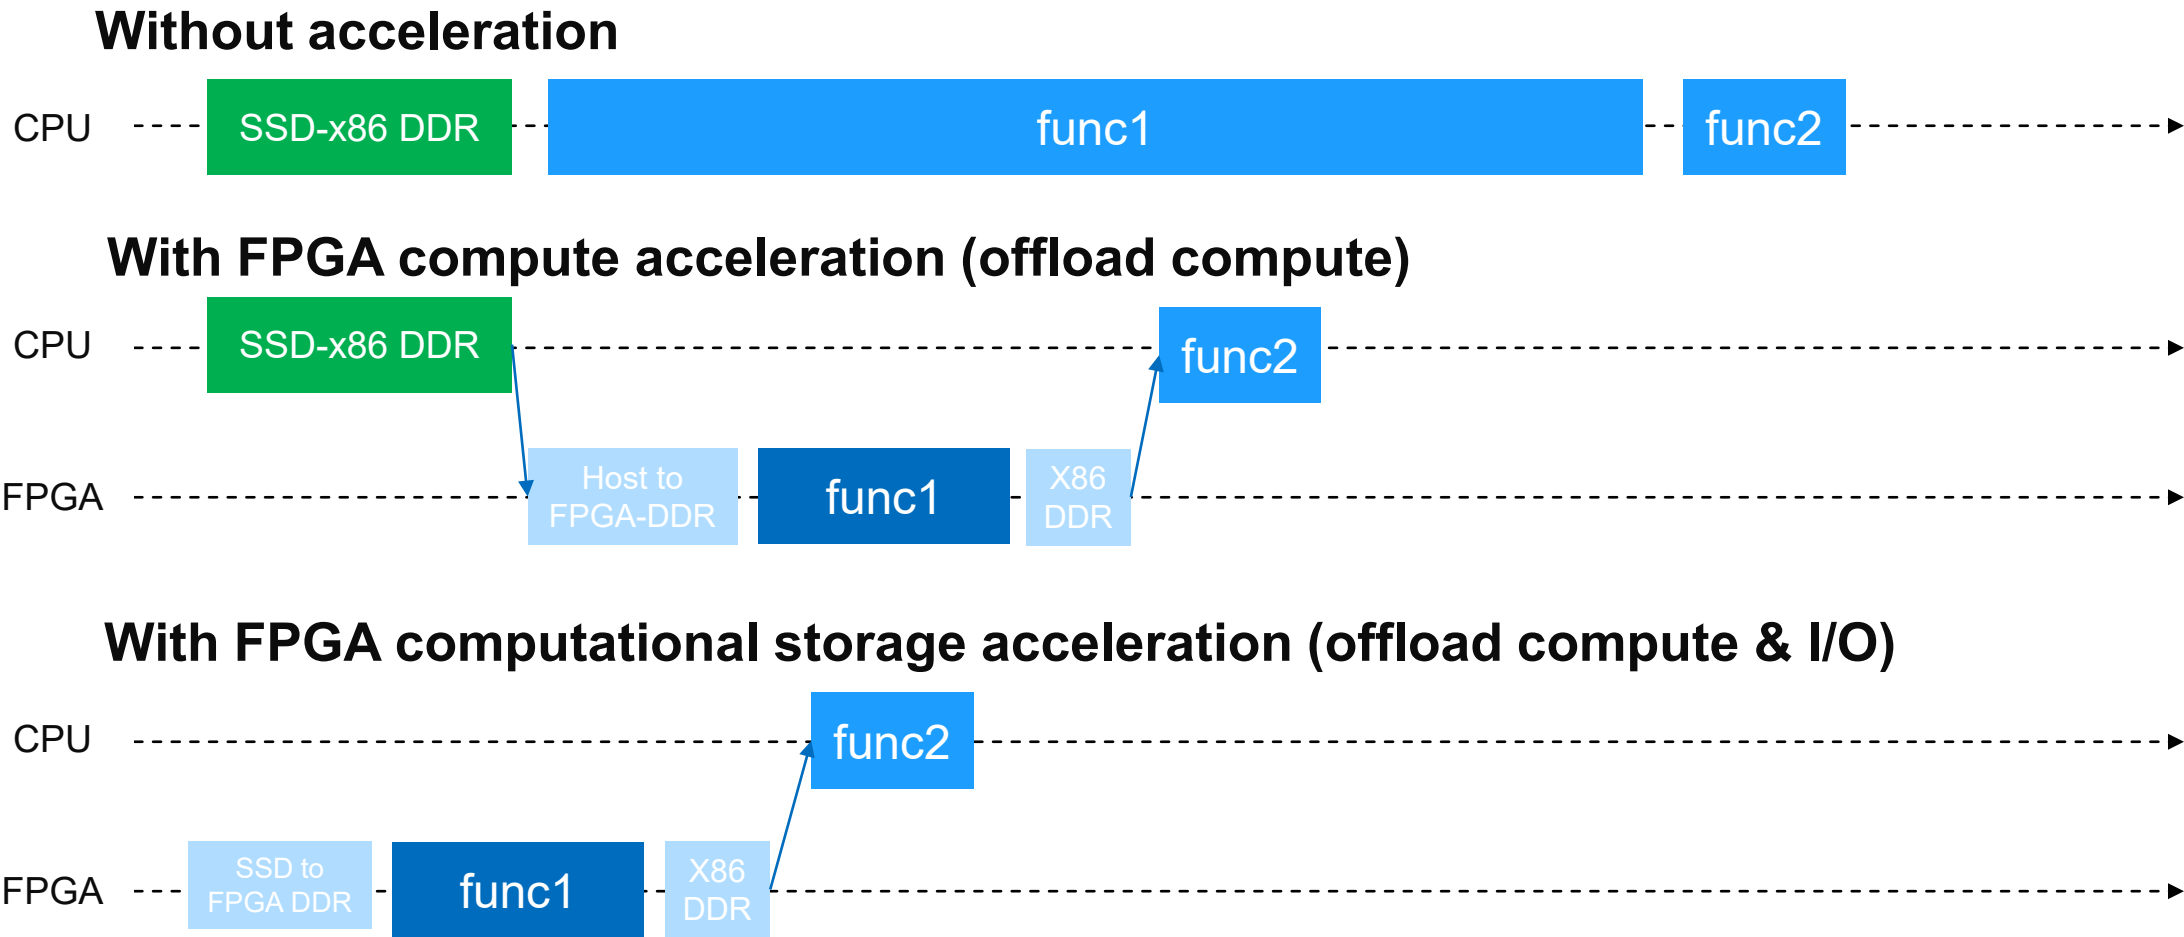 Without acceleration
CPU
SSD-x86 DDR
func1
func2
With FPGA compute acceleration (offload compute)
CPU
SSD-x86 DDR
func2
FPGA
Host to
FPGA-DDR
func1
X86
DDR
With FPGA computational storage acceleration (offload compute & I/O)
CPU
func2
FPGA
SSD to
FPGA DDR
func1
X86
DDR